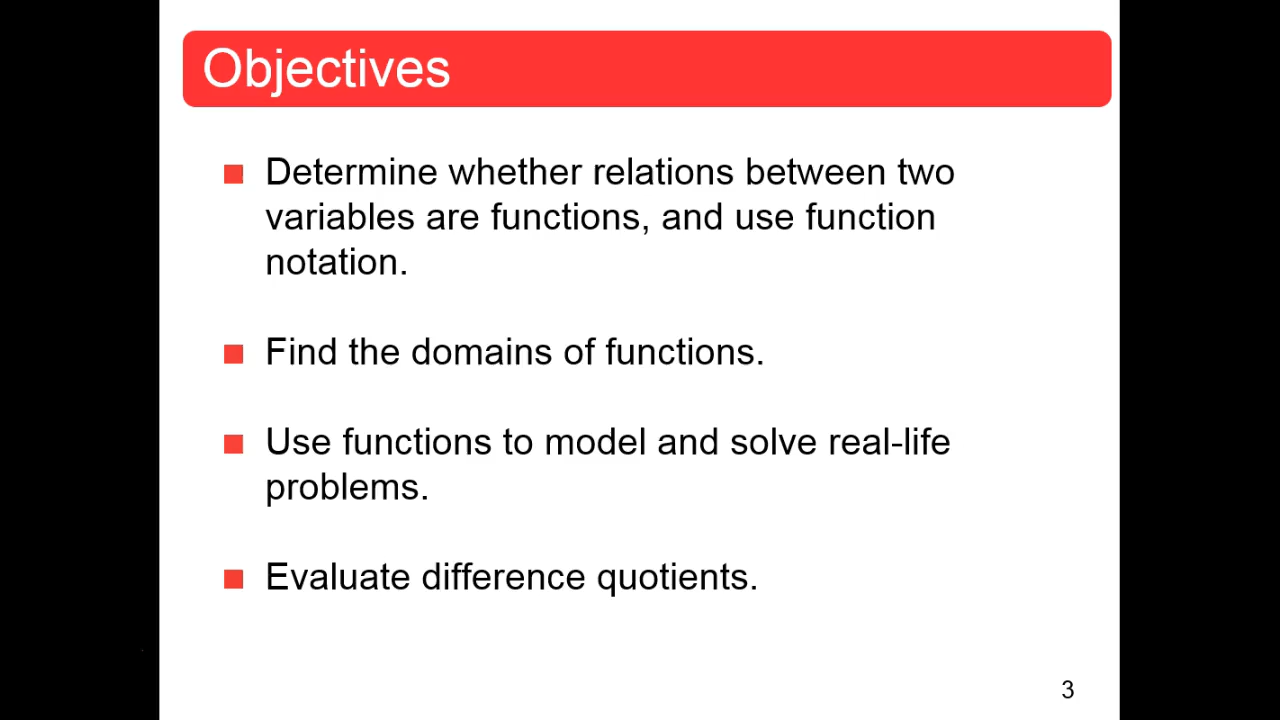 Objectives
Determine whether relations between two
variables are functions, and use function
notation.
Find the domains of functions.
Use functions to model and solve real-life
problems.
Evaluate difference quotients.
3